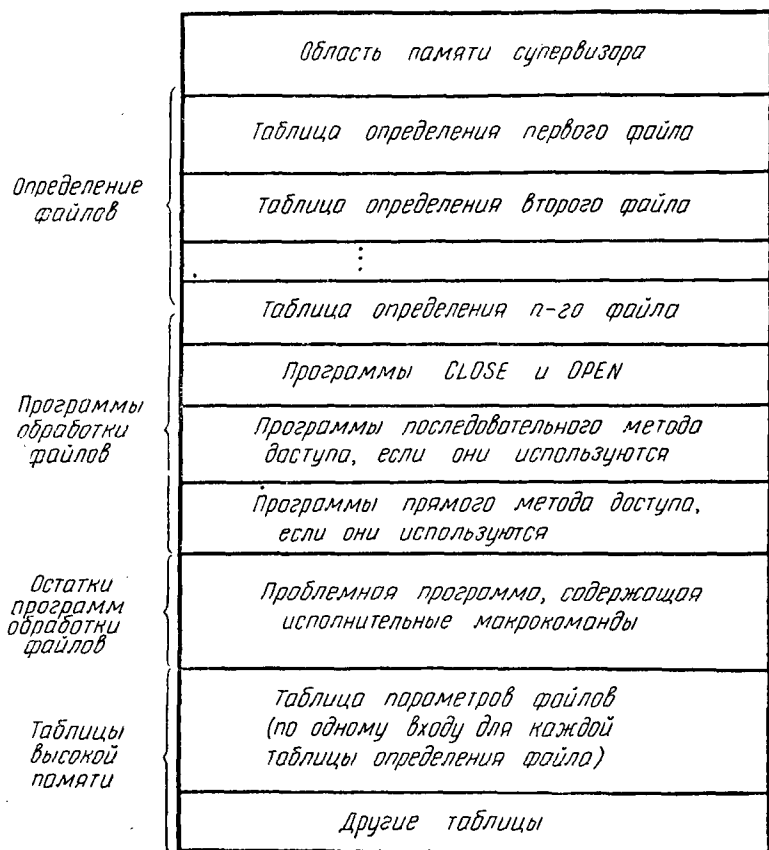 Область памяти супервизора
Таблица определения первого файла
Определение
файлов
Таблица определения второго файла
⋮
Таблица определения n-го файла
Программы CLOSE и OPEN
Программы
обработки
файлов
Программы последовательного метода
доступа, если они используются
Программы прямого метода доступа,
если они используются
Остатки
программ
обработки
файлов
Проблемная программа, содержащая
исполнительные макрокоманды
Таблицы
высокой
памяти
Таблица параметров файлов
(по одному входу для каждой
таблицы определения файла)
Другие таблицы